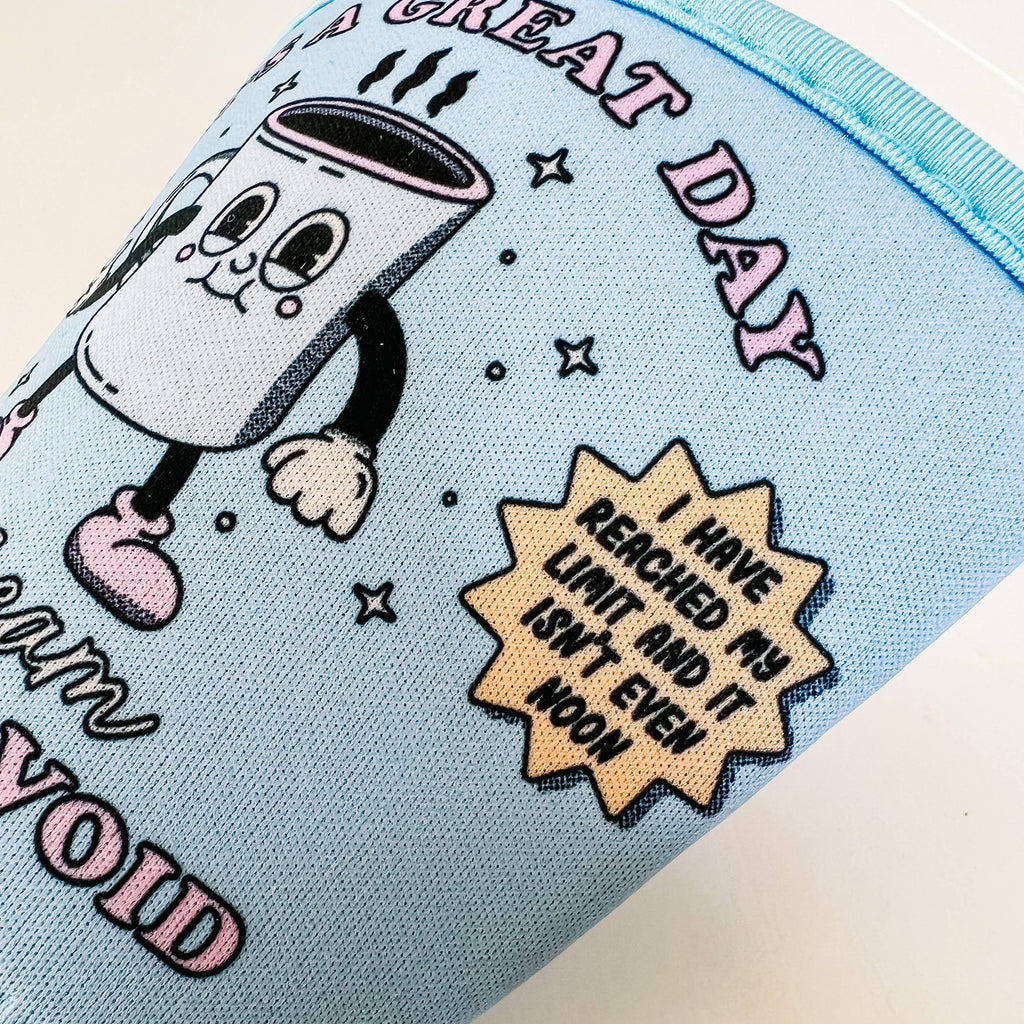 A GREAT DAY
I HAVE
REACHED MY
LIMIT AND IT
ISN'T EVEN
NOON
VOID